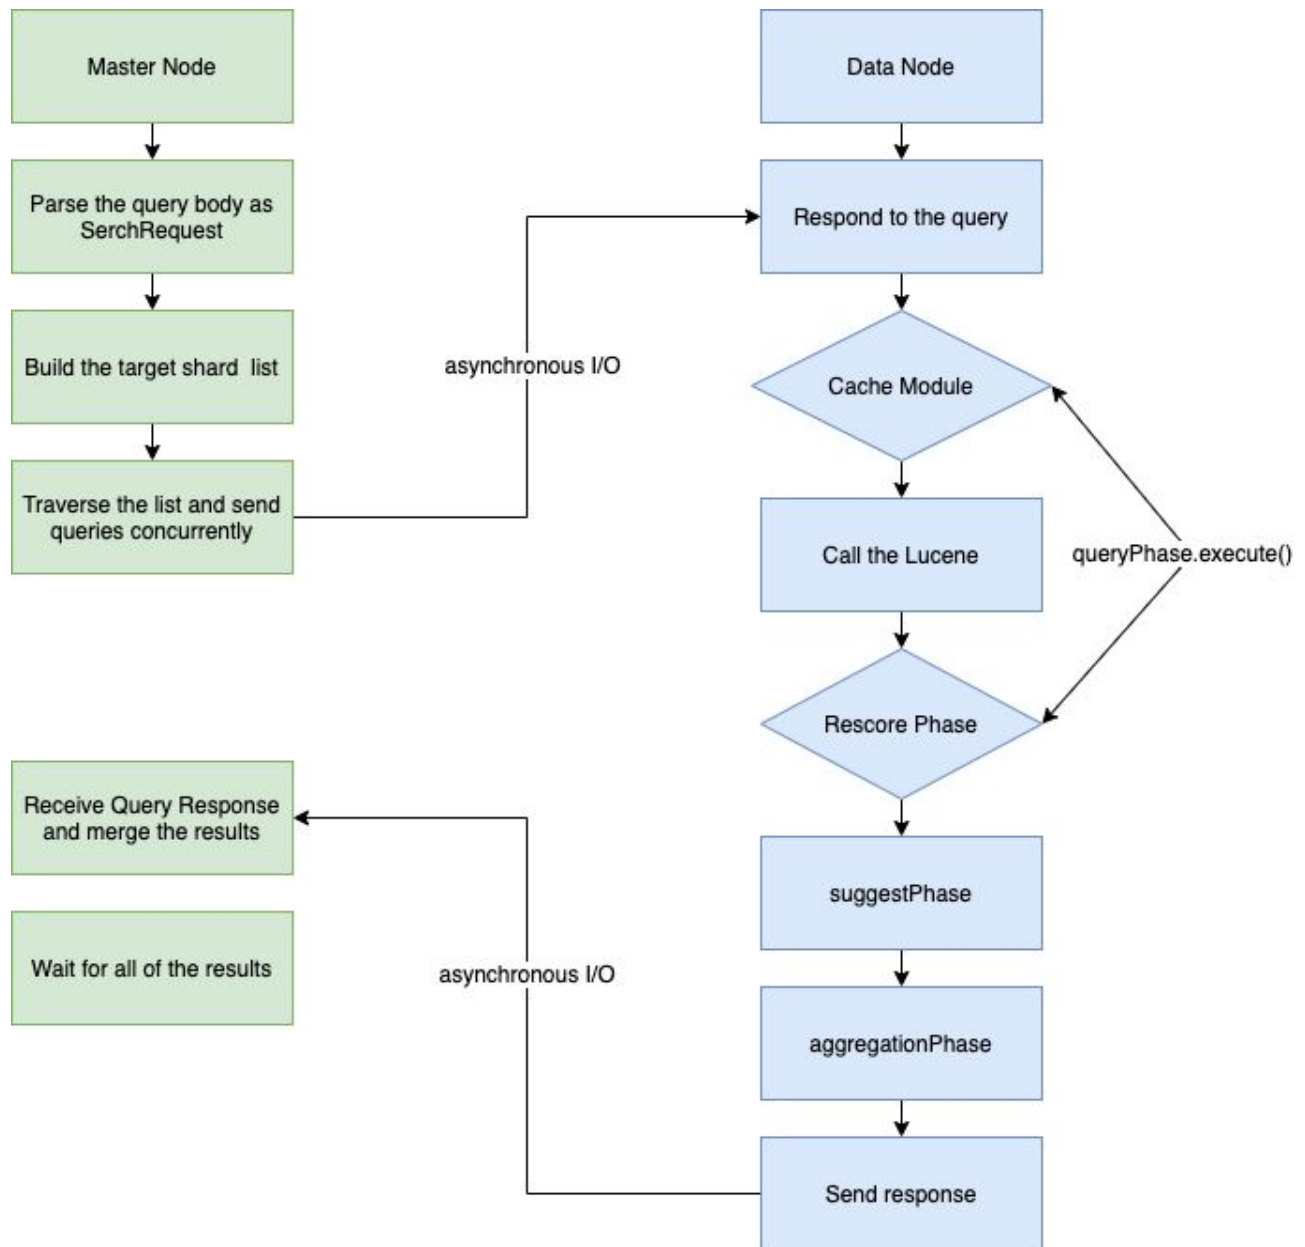 Master Node
Parse the query body as
SerchRequest
Build the target shard  list
Traverse the list and send
queries concurrently
asynchronous I/O
Data Node
Respond to the query
Cache Module
Call the Lucene
queryPhase.execute()
Rescore Phase
suggestPhase
aggregationPhase
Send response
asynchronous I/O
Receive Query Response
and merge the results
Wait for all of the results